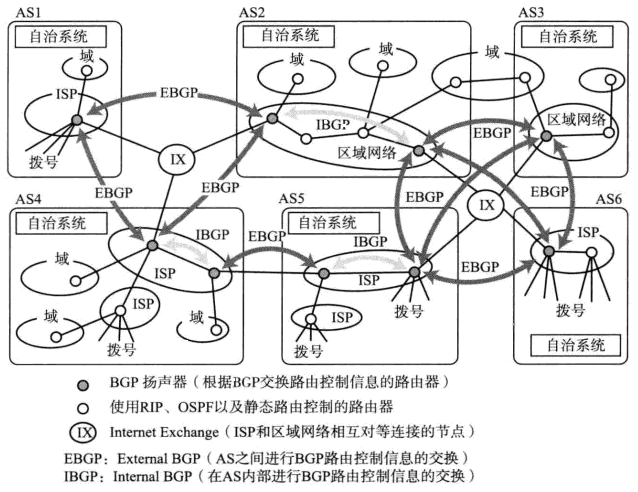 AS1
AS2
AS3
自治系统
自治系统
自治系统
域
域
域
域
ISP
EBGP
IBGP
区域网络
EBGP
区域网络
拨号
IX
EBGP
EBGP
EBGP
EBGP
IX
AS4
AS5
AS6
自治系统
自治系统
IBGP
EBGP
IBGP
ISP
域
ISP
ISP
EBGP
ISP
域
域
ISP
拨号
拨号
拨号
拨号
自治系统
BGP 扬声器（根据BGP交换路由控制信息的路由器）
使用RIP、OSPF以及静态路由控制的路由器
IX Internet Exchange（ISP和区域网络相互对等连接的节点）
EBGP：External BGP（AS之间进行BGP路由控制信息的交换）
IBGP：Internal BGP（在AS内部进行BGP路由控制信息的交换）